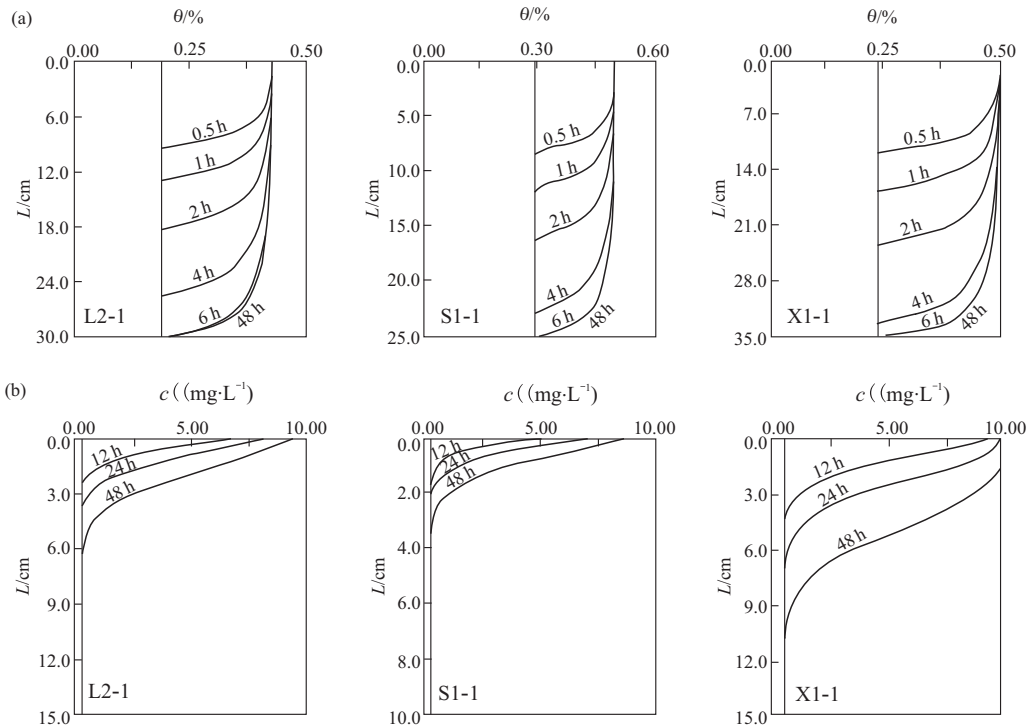 (a)
θ/%
θ/%
θ/%
0.00 0.25 0.50
0.00 0.30 0.60
0.00 0.25 0.50
0.0
6.0
12.0
18.0
24.0
30.0
L/cm
0.5 h
1 h
2 h
4 h
6 h
48 h
L2-1
0.0
5.0
10.0
15.0
20.0
25.0
L/cm
0.5 h
1 h
2 h
4 h
6 h
48 h
S1-1
0.0
7.0
14.0
21.0
28.0
35.0
L/cm
0.5 h
1 h
2 h
4 h
6 h
48 h
X1-1
(b)
c ((mg·L⁻¹)
c ((mg·L⁻¹)
c ((mg·L⁻¹)
0.00 5.00 10.00
0.00 5.00 10.00
0.00 5.00 10.00
0.0
3.0
6.0
9.0
12.0
15.0
L/cm
12 h
24 h
48 h
L2-1
0.0
2.0
4.0
6.0
8.0
10.0
L/cm
12 h
24 h
48 h
S1-1
0.0
3.0
6.0
9.0
12.0
15.0
L/cm
12 h
24 h
48 h
X1-1